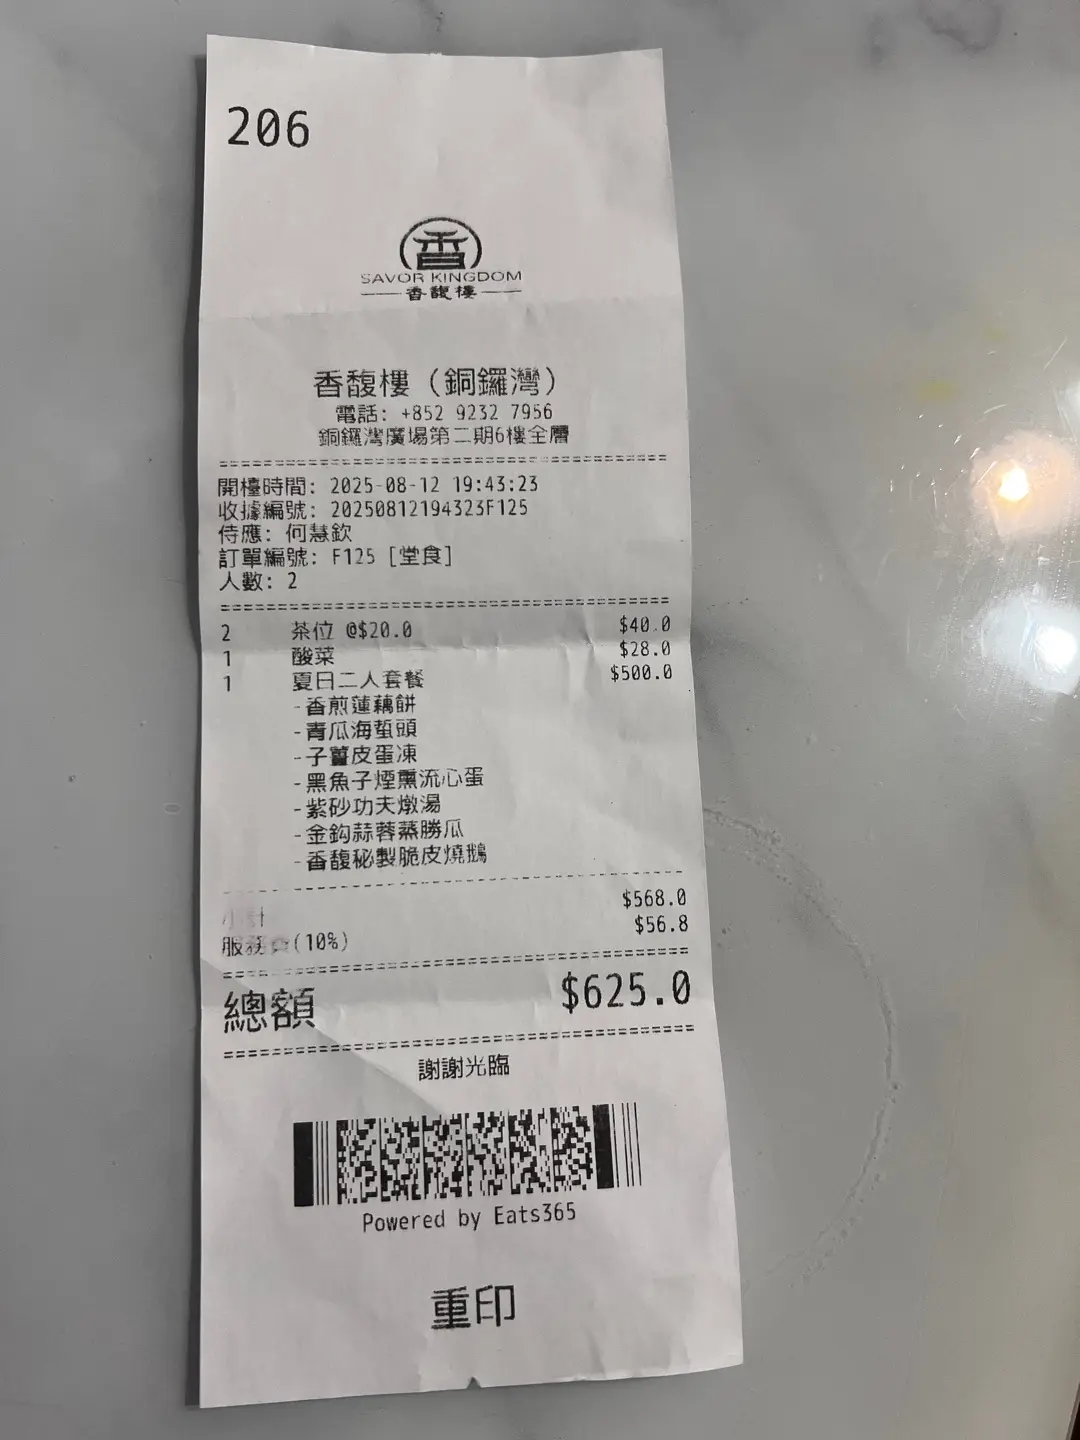 206
香
SAVOR KINGDOM
香馥樓
香馥樓（銅鑼灣）
電話: +852 9232 7956
銅鑼灣廣場第二期6樓全層
開檯時間: 2025-08-12 19:43:23
收據編號: 20250812194323F125
侍應: 何慧欽
訂單編號: F125 [堂食]
人數: 2
2 茶位 @$20.0 $40.0
1 酸菜 $28.0
1 夏日二人套餐 $500.0
-香煎蓮藕餅
-青瓜海蜇頭
-子薑皮蛋凍
-黑魚子煙熏流心蛋
-紫砂功夫燉湯
-金鈎蒜蓉蒸勝瓜
-香馥秘製脆皮燒鵝
小計 $568.0
服務費(10%) $56.8
總額 $625.0
謝謝光臨
Powered by Eats365
重印